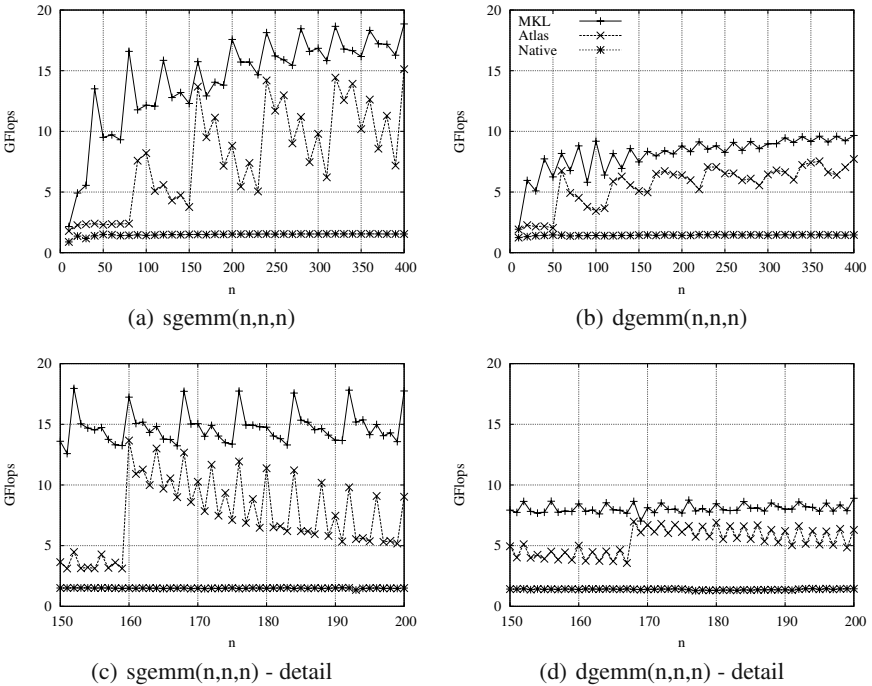 20
15
10
5
0
GFlops
0 50 100 150 200 250 300 350 400
n
(a) sgemm(n,n,n)
20
15
10
5
0
GFlops
MKL
Atlas
Native
0 50 100 150 200 250 300 350 400
n
(b) dgemm(n,n,n)
20
15
10
5
0
GFlops
150 160 170 180 190 200
n
(c) sgemm(n,n,n) - detail
20
15
10
5
0
GFlops
150 160 170 180 190 200
n
(d) dgemm(n,n,n) - detail